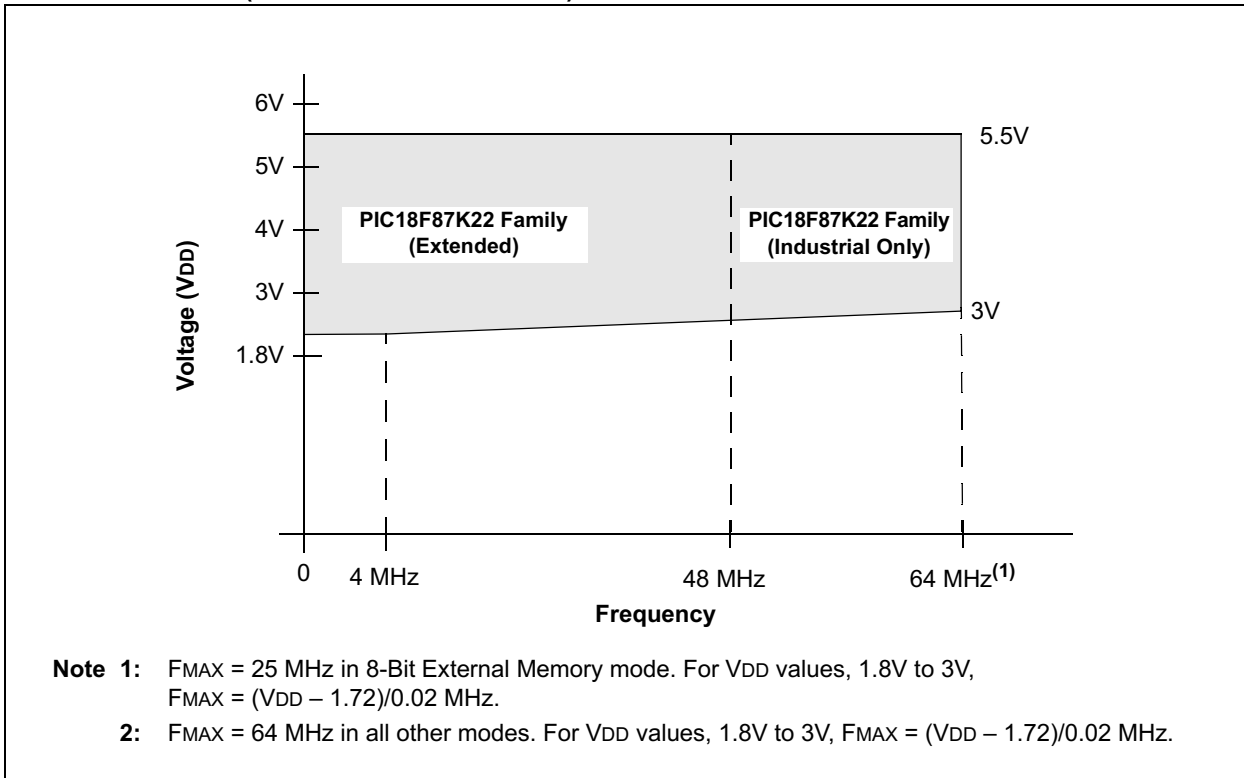 6V
5.5V
5V
PIC18F87K22 Family
(Extended)
PIC18F87K22 Family
(Industrial Only)
4V
Voltage (VDD)
3V
3V
1.8V
0
4 MHz
48 MHz
64 MHz(1)
Frequency
Note 1: FMAX = 25 MHz in 8-Bit External Memory mode. For VDD values, 1.8V to 3V,
FMAX = (VDD – 1.72)/0.02 MHz.
2: FMAX = 64 MHz in all other modes. For VDD values, 1.8V to 3V, FMAX = (VDD – 1.72)/0.02 MHz.